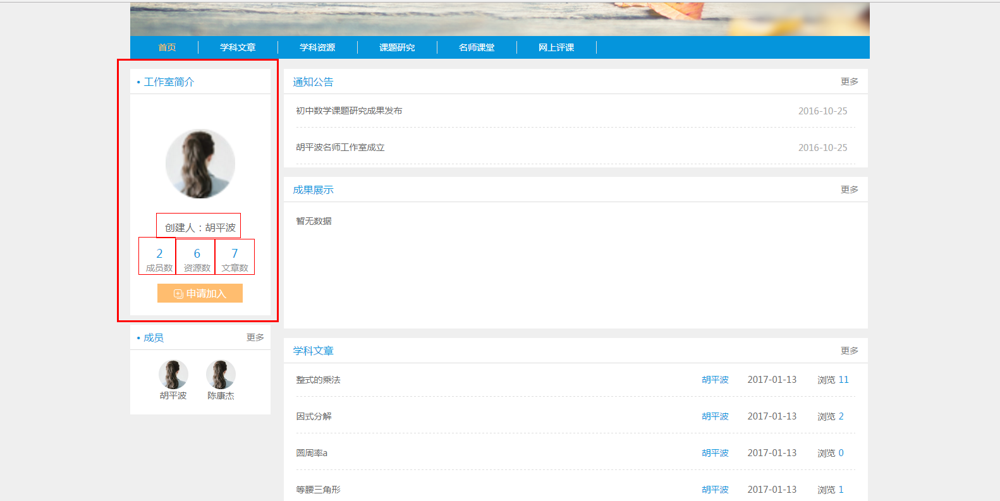 首页 学科文章 学科资源 课题研究 名师课堂 网上评课
• 工作室简介
创建人：胡平波
2 6 7
成员数 资源数 文章数
申请加入
• 成员 更多
胡平波 陈康杰
通知公告 更多
初中数学课题研究成果发布 2016-10-25
胡平波名师工作室成立 2016-10-25
成果展示 更多
暂无数据
学科文章 更多
整式的乘法 胡平波 2017-01-13 浏览 11
因式分解 胡平波 2017-01-13 浏览 2
圆周率a 胡平波 2017-01-13 浏览 0
等腰三角形 胡平波 2017-01-13 浏览 1